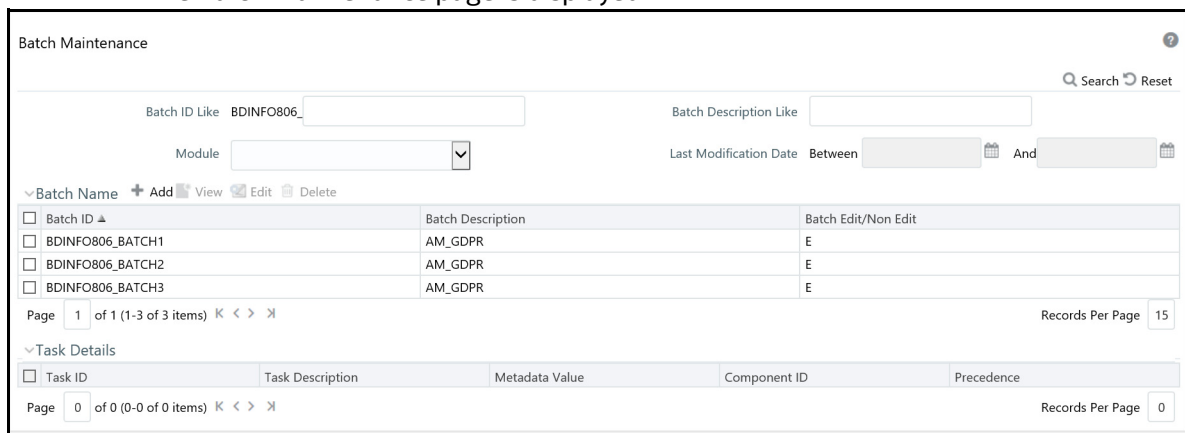 Batch Maintenance
Search Reset
Batch ID Like BDINFO806_ Batch Description Like
Module Last Modification Date Between And
Batch Name Add View Edit Delete
Batch ID Batch Description Batch Edit/Non Edit
BDINFO806_BATCH1 AM_GDPR E
BDINFO806_BATCH2 AM_GDPR E
BDINFO806_BATCH3 AM_GDPR E
Page 1 of 1 (1-3 of 3 items) Records Per Page 15
Task Details
Task ID Task Description Metadata Value Component ID Precedence
Page 0 of 0 (0-0 of 0 items) Records Per Page 0